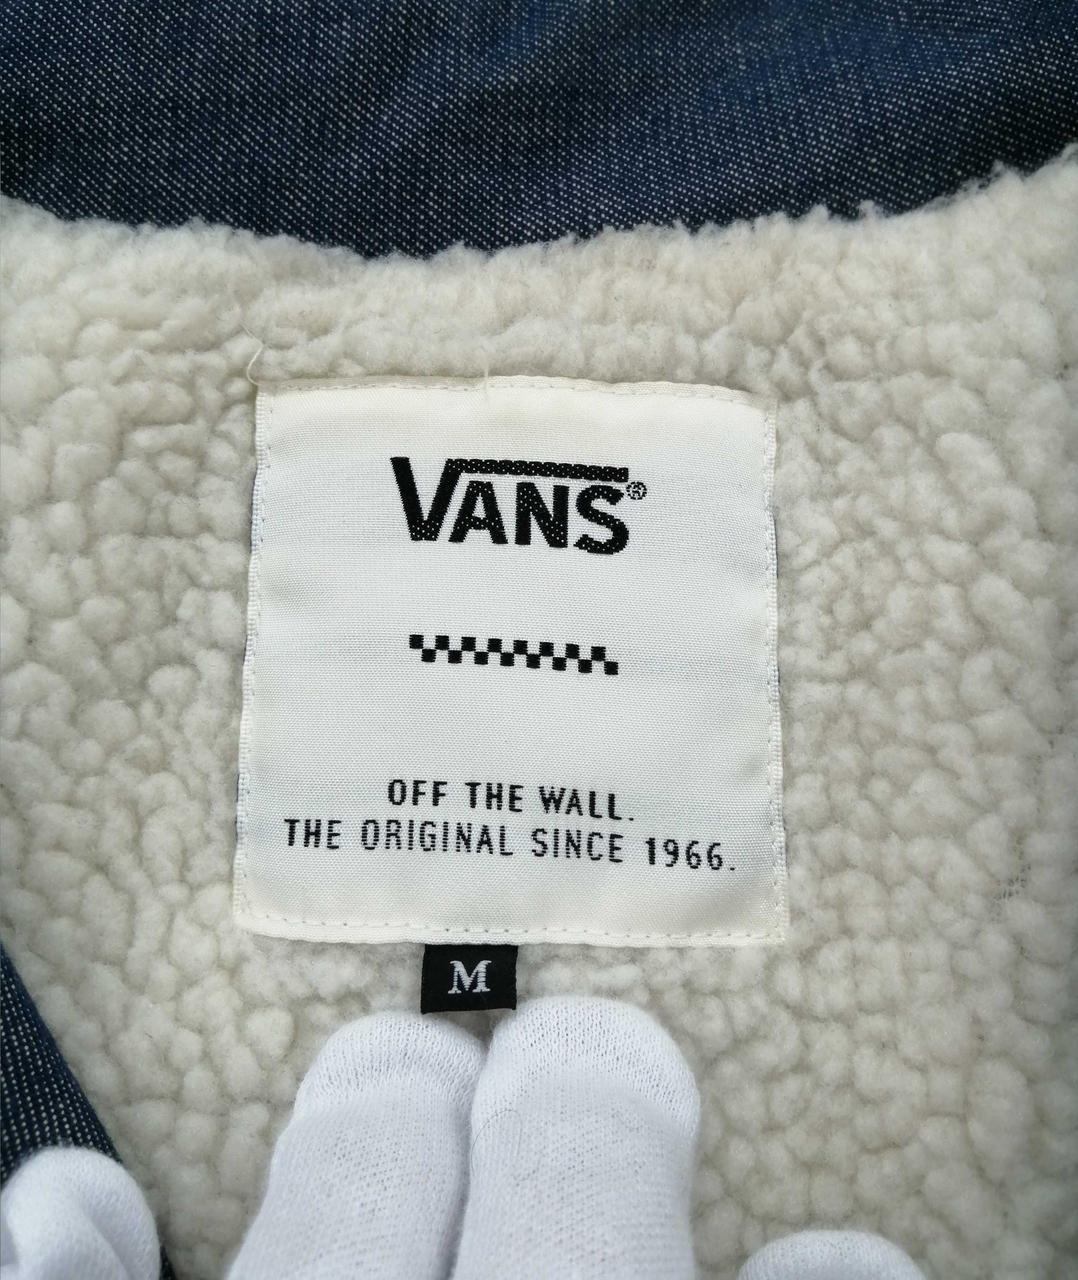 VANS®
OFF THE WALL.
THE ORIGINAL SINCE 1966.
M